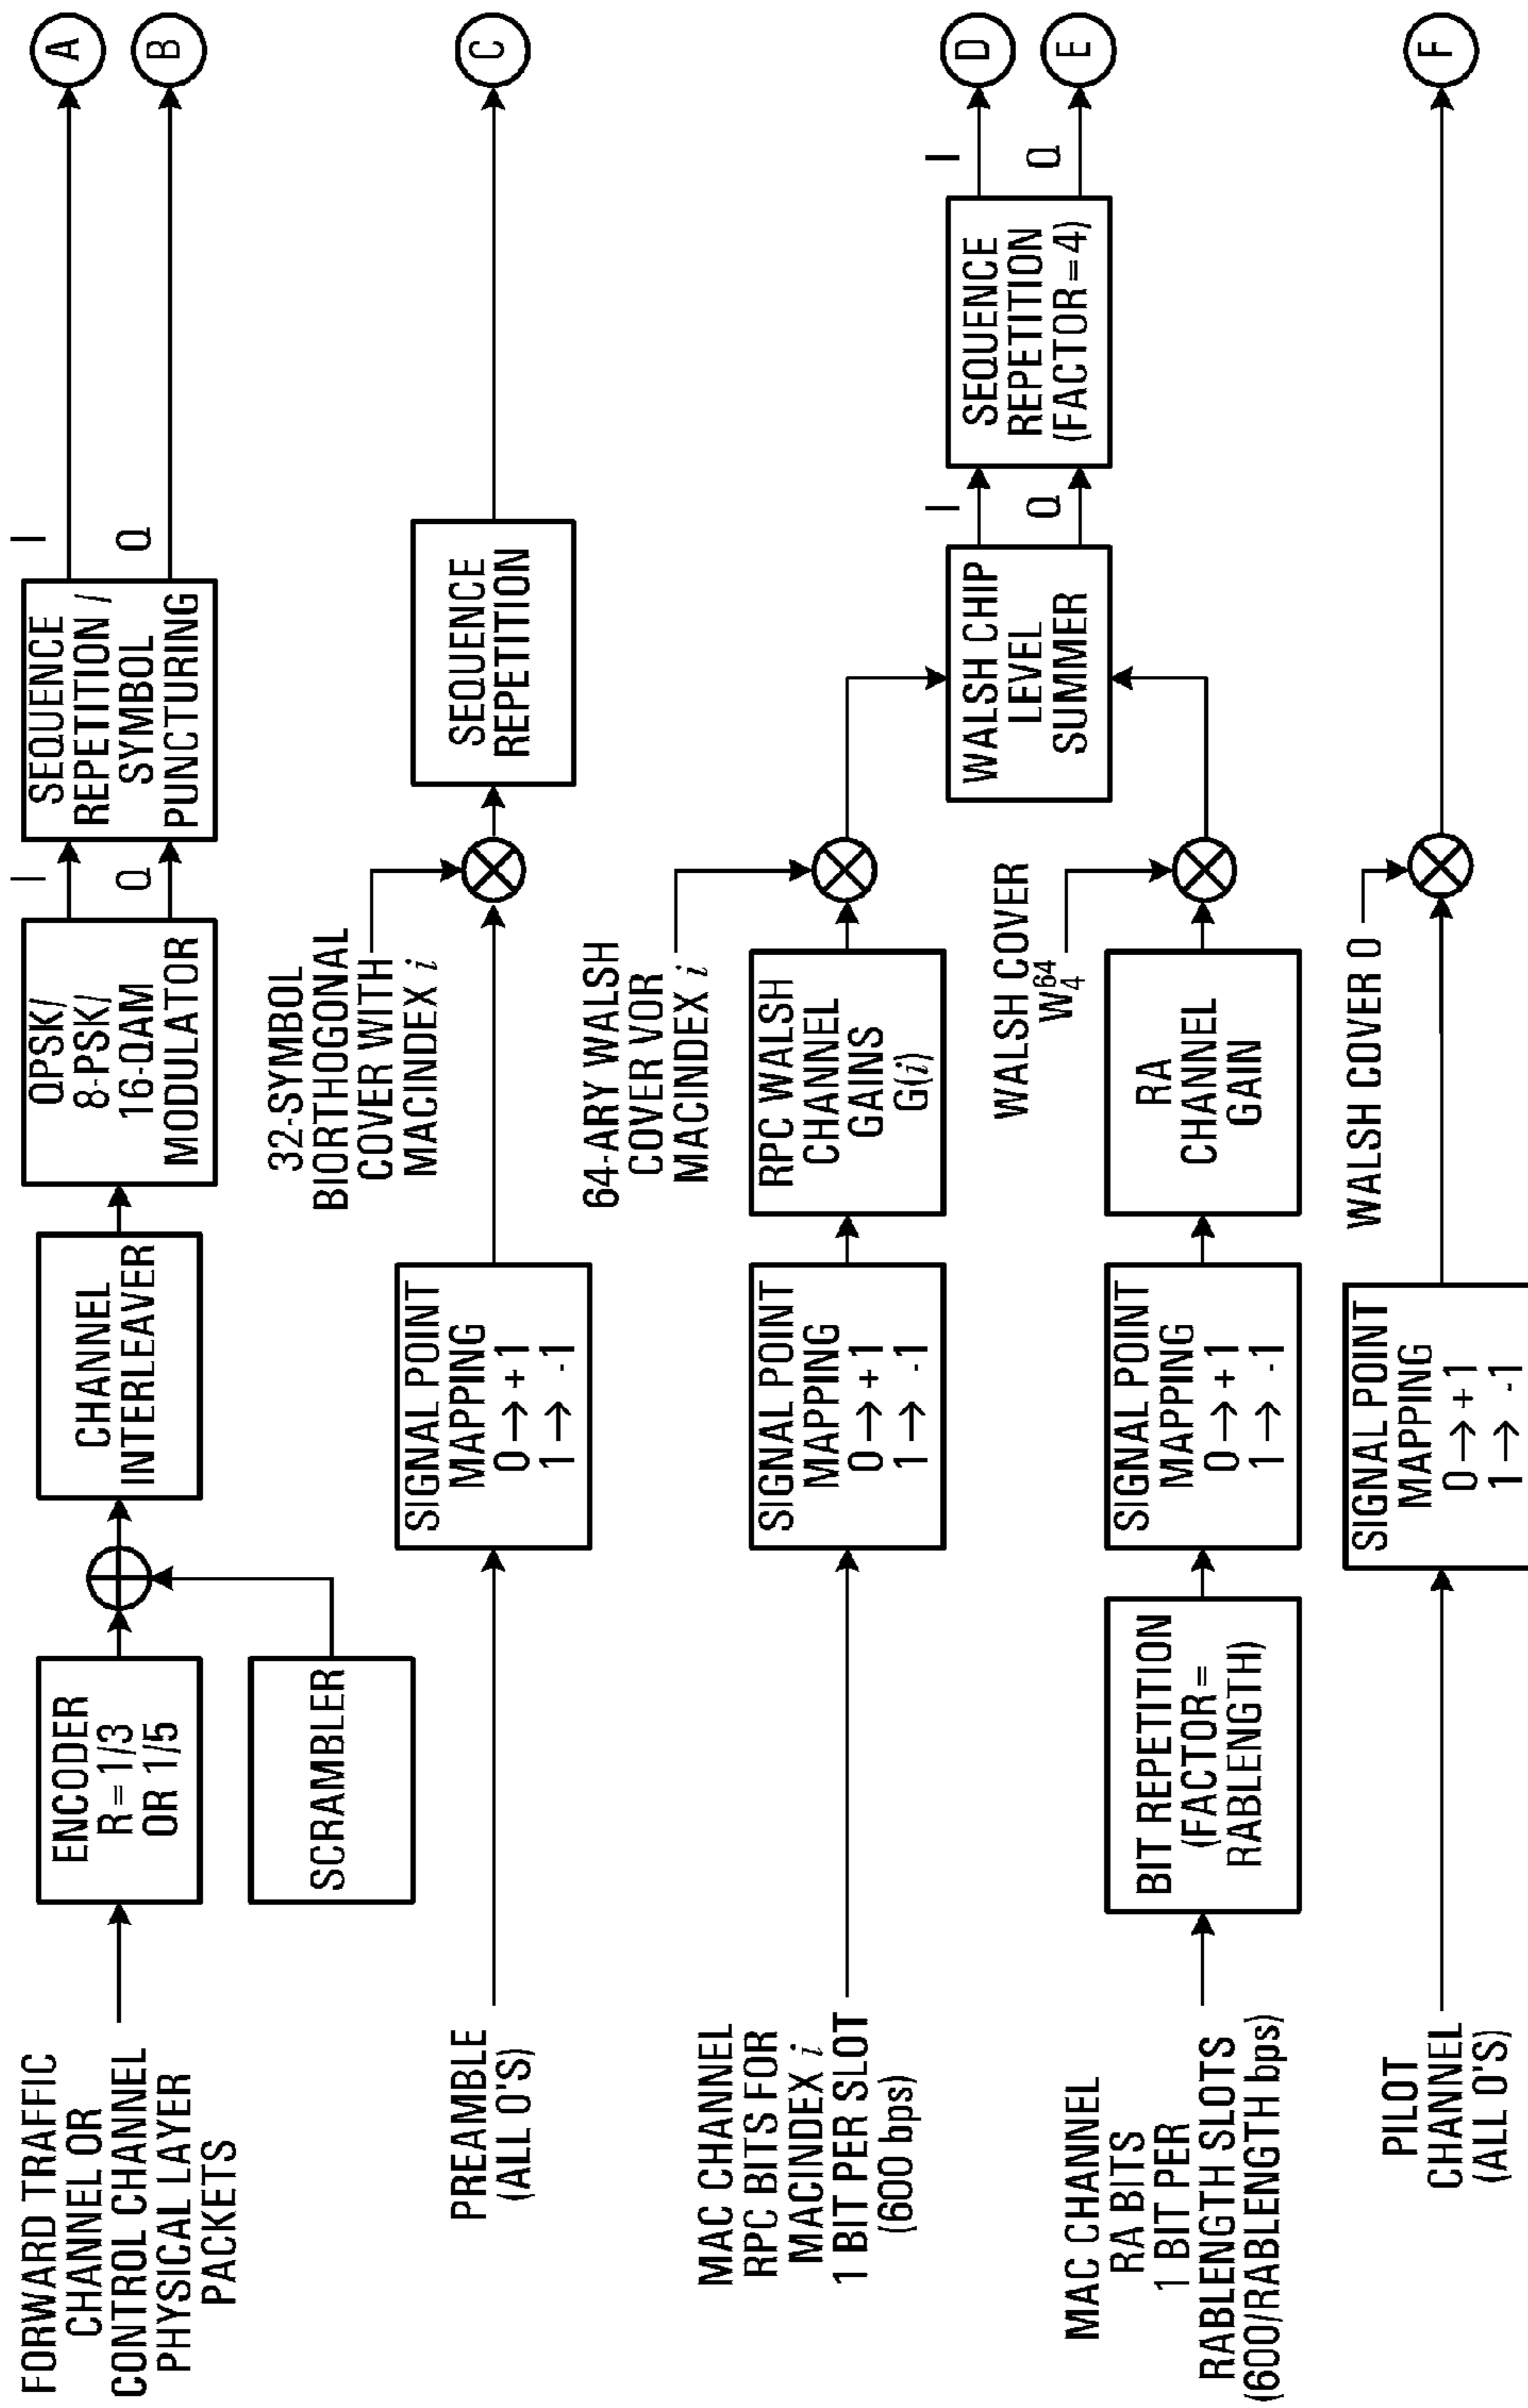 FORWARD TRAFFIC
CHANNEL OR
CONTROL CHANNEL
PHYSICAL LAYER
PACKETS
ENCODER
R=1/3
OR 1/5
SCRAMBLER
CHANNEL
INTERLEAVER
QPSK/
8-PSK/
16-QAM
MODULATOR
I
Q
SEQUENCE
REPETITION /
SYMBOL
PUNCTURING
I
Q
A
B
PREAMBLE
(ALL 0'S)
SIGNAL POINT
MAPPING
0→+1
1→ -1
32-SYMBOL
BIORTHOGONAL
COVER WITH
MACINDEX i
SEQUENCE
REPETITION
C
MAC CHANNEL
RPC BITS FOR
MACINDEX i
1 BIT PER SLOT
(600 bps)
SIGNAL POINT
MAPPING
0→+1
1→ -1
RPC WALSH
CHANNEL
GAINS
G(i)
64-ARY WALSH
COVER VOR
MACINDEX i
WALSH CHIP
LEVEL
SUMMER
I
Q
SEQUENCE
REPETITION
(FACTOR=4)
I
Q
D
E
MAC CHANNEL
RA BITS
1 BIT PER
RABLENGTH SLOTS
(600/RABLENGTH bps)
BIT REPETITION
(FACTOR=
RABLENGTH)
SIGNAL POINT
MAPPING
0→+1
1→ -1
RA
CHANNEL
GAIN
WALSH COVER
W⁶⁴₄
PILOT
CHANNEL
(ALL 0'S)
SIGNAL POINT
MAPPING
0→+1
1→ -1
WALSH COVER 0
F